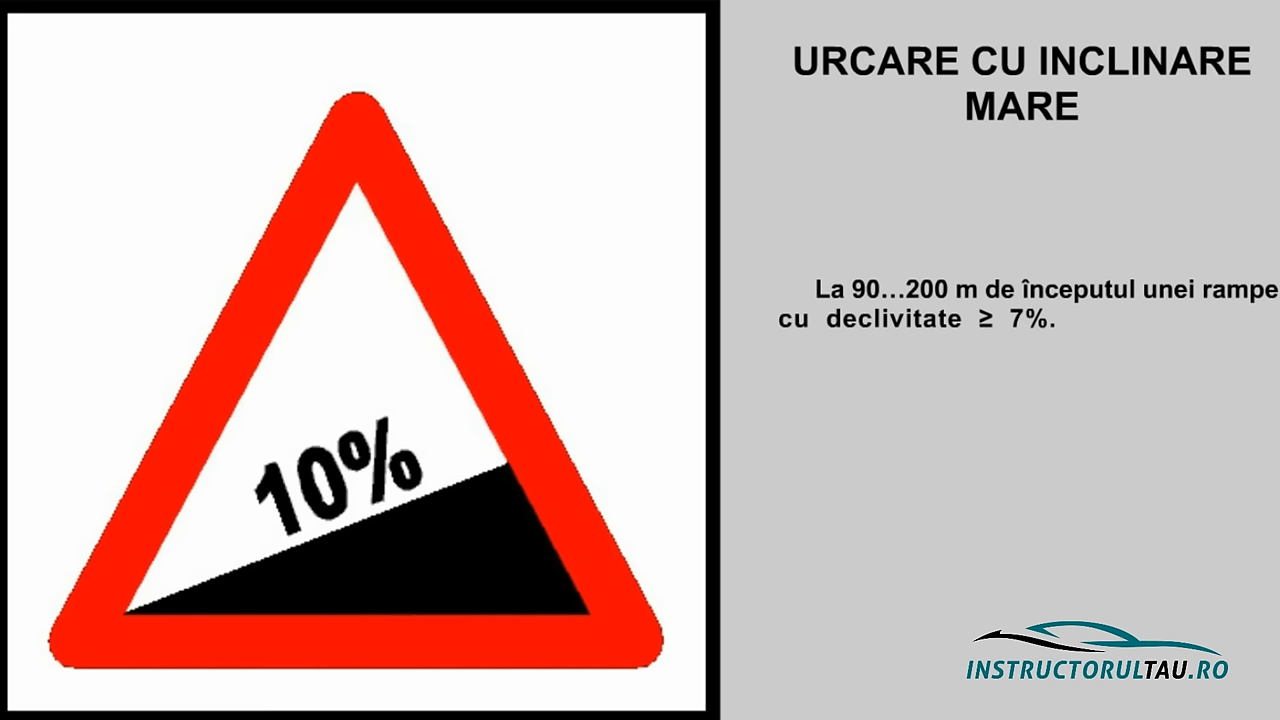 10%
URCARE CU INCLINARE
MARE
La 90...200 m de începutul unei rampe
cu declivitate ≥ 7%.
INSTRUCTORULTAU.RO